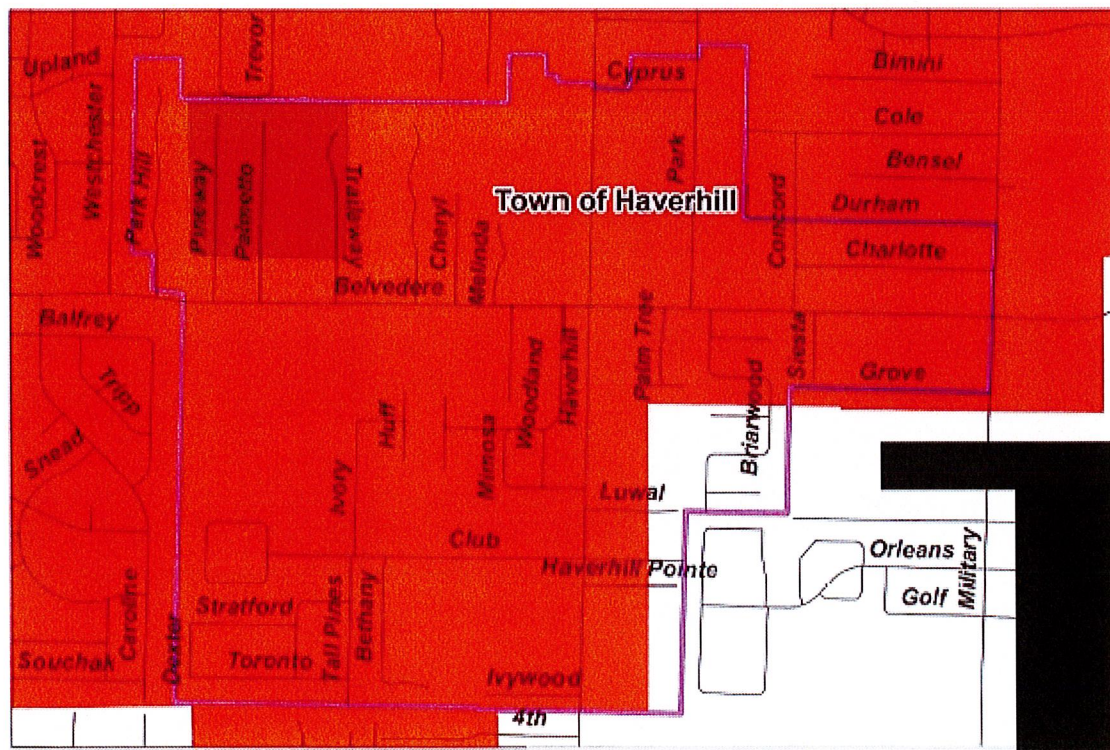 Upland
Trevor
Cyprus
Bimini
Woodcrest
Westchester
Cole
Park Hill
Pineway
Palmetto
Trailway
Park
Bensel
Town of Haverhill
Cheryl
Concord
Durham
Melinda
Charlotte
Belvedere
Balfrey
Palm Tree
Siesta
Tripp
Woodland
Haverhill
Grove
Huff
Briarwood
Snead
Mimosa
Ivory
Luwal
Club
Orleans
Military
Haverhill Pointe
Golf
Caroline
Stratford
Tall Pines
Bethany
Dexter
Souchak
Toronto
Ivywood
4th